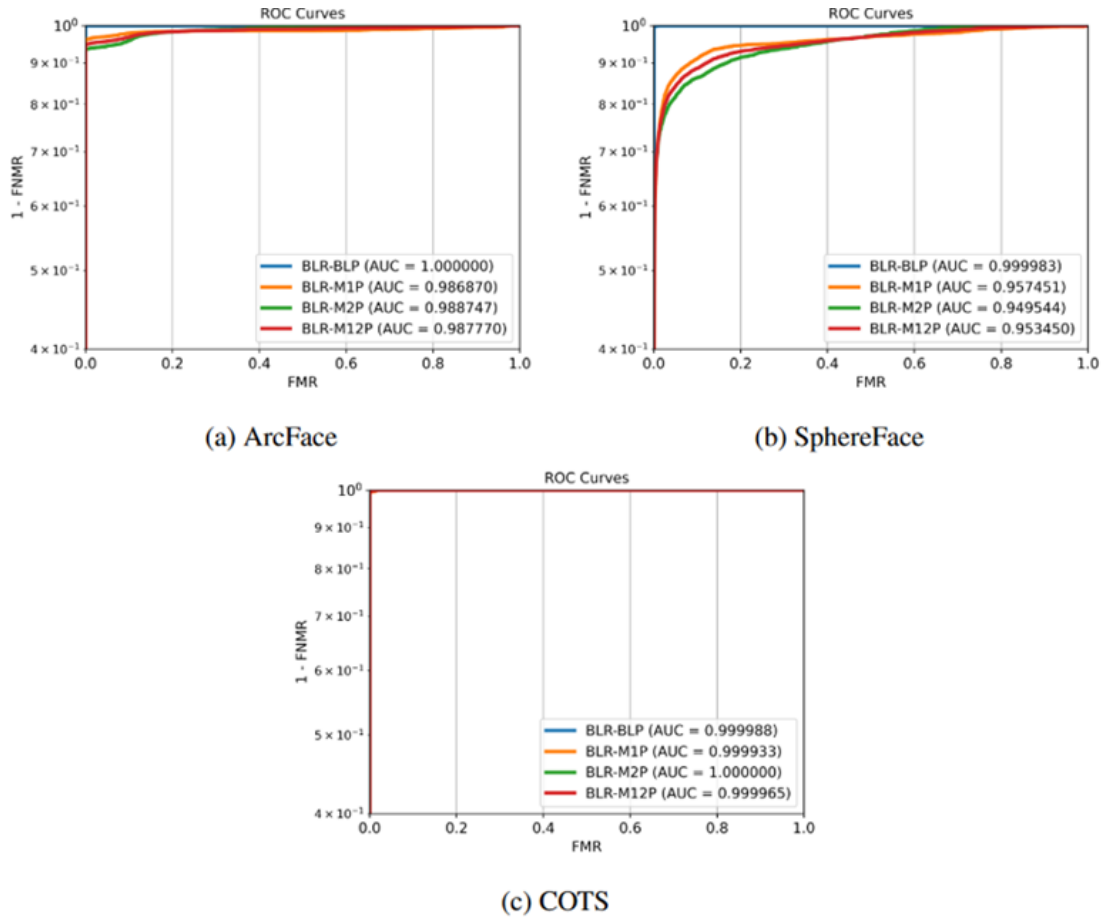 ROC Curves
10⁰
9 × 10⁻¹
8 × 10⁻¹
7 × 10⁻¹
6 × 10⁻¹
5 × 10⁻¹
4 × 10⁻¹
1 - FNMR
BLR-BLP (AUC = 1.000000)
BLR-M1P (AUC = 0.986870)
BLR-M2P (AUC = 0.988747)
BLR-M12P (AUC = 0.987770)
0.0 0.2 0.4 0.6 0.8 1.0
FMR
(a) ArcFace
ROC Curves
10⁰
9 × 10⁻¹
8 × 10⁻¹
7 × 10⁻¹
6 × 10⁻¹
5 × 10⁻¹
4 × 10⁻¹
1 - FNMR
BLR-BLP (AUC = 0.999983)
BLR-M1P (AUC = 0.957451)
BLR-M2P (AUC = 0.949544)
BLR-M12P (AUC = 0.953450)
0.0 0.2 0.4 0.6 0.8 1.0
FMR
(b) SphereFace
ROC Curves
10⁰
9 × 10⁻¹
8 × 10⁻¹
7 × 10⁻¹
6 × 10⁻¹
5 × 10⁻¹
4 × 10⁻¹
1 - FNMR
BLR-BLP (AUC = 0.999988)
BLR-M1P (AUC = 0.999933)
BLR-M2P (AUC = 1.000000)
BLR-M12P (AUC = 0.999965)
0.0 0.2 0.4 0.6 0.8 1.0
FMR
(c) COTS